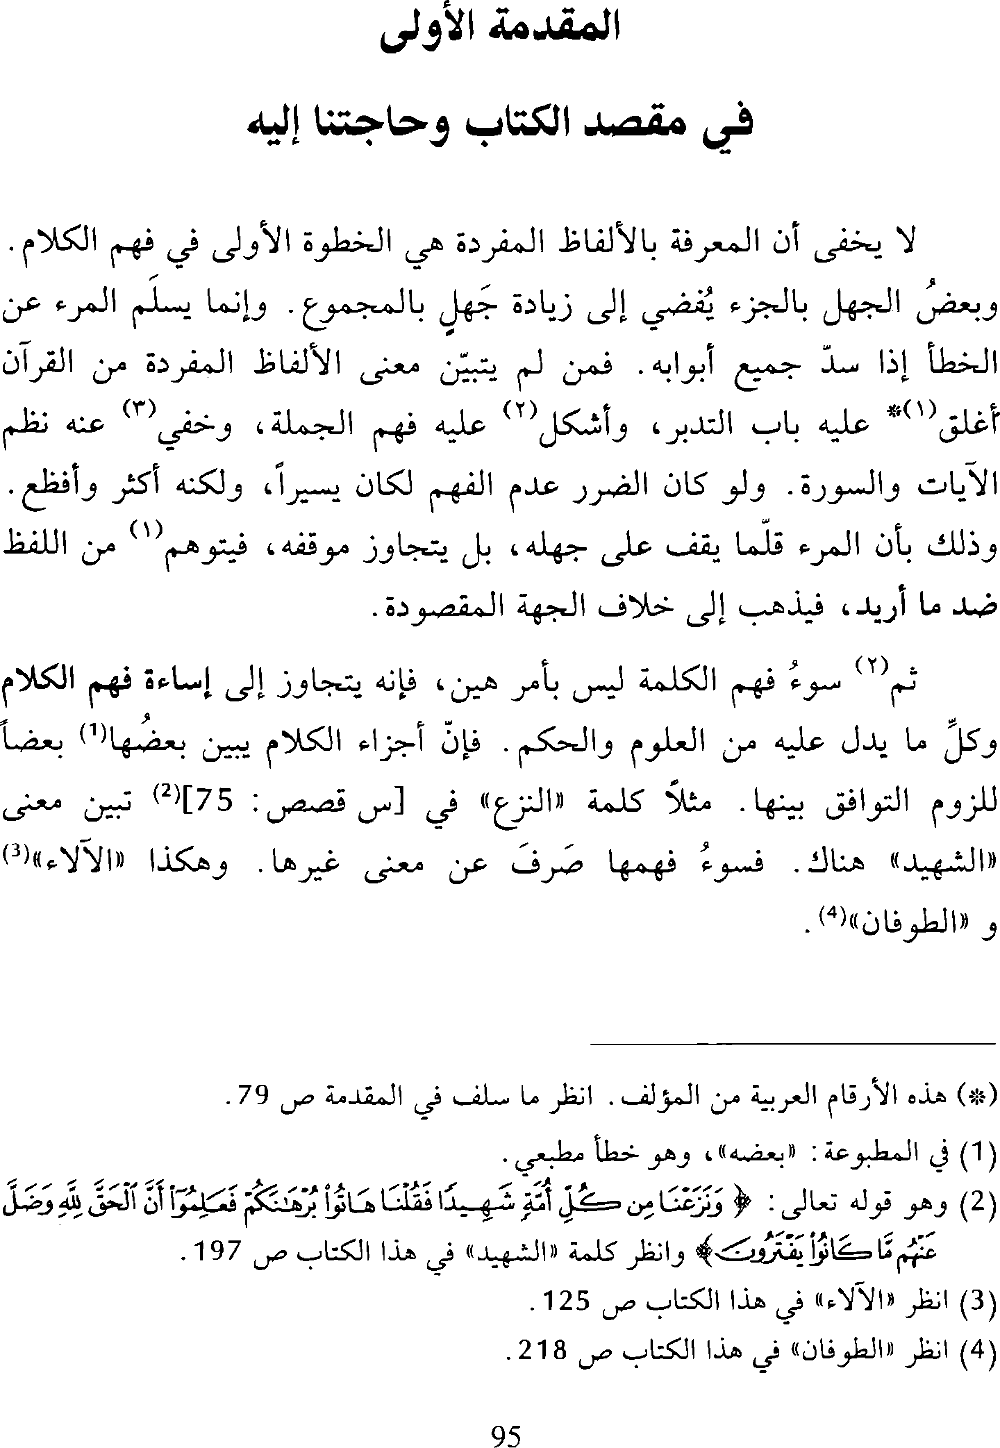 المقدمة الأولى
في مقصد الكتاب وحاجتنا إليه
لا يخفى أن المعرفة بالألفاظ المفردة هي الخطوة الأولى في فهم الكلام.
وبعضُ الجهل بالجزء يُفضي إلى زيادة جَهلٍ بالمجموع. وإنما يسلَم المرء عن
الخطأ إذا سدّ جميع أبوابه. فمن لم يتبيّن معنى الألفاظ المفردة من القرآن
أغلق(١)* عليه باب التدبر، وأشكل(٢) عليه فهم الجملة، وخفي(٣) عنه نظم
الآيات والسورة. ولو كان الضرر عدم الفهم لكان يسيراً، ولكنه أكثر وأفظع.
وذلك بأن المرء قلّما يقف على جهله، بل يتجاوز موقفه، فيتوهم(١) من اللفظ
ضد ما أريد، فيذهب إلى خلاف الجهة المقصودة.
ثم(٢) سوءُ فهم الكلمة ليس بأمر هين، فإنه يتجاوز إلى إساءة فهم الكلام
وكلِّ ما يدل عليه من العلوم والحكم. فإنّ أجزاء الكلام يبين بعضُها(1) بعضاً
للزوم التوافق بينها. مثلاً كلمة «النزع» في [س قصص: 75](2) تبين معنى
«الشهيد» هناك. فسوءُ فهمها صَرفَ عن معنى غيرها. وهكذا «الآلاء»(3)
و «الطوفان»(4).
(*) هذه الأرقام العربية من المؤلف. انظر ما سلف في المقدمة ص 79.
(1) في المطبوعة: «بعضه»، وهو خطأ مطبعي.
(2) وهو قوله تعالى: ﴿ وَنَزَعْنَا مِن كُلِّ أُمَّةٍ شَهِيدًا فَقُلْنَا هَاتُوا۟ بُرْهَـٰنَكُمْ فَعَلِمُوٓا۟ أَنَّ ٱلْحَقَّ لِلَّهِ وَضَلَّ
عَنْهُم مَّا كَانُوا۟ يَفْتَرُونَ﴾ وانظر كلمة «الشهيد» في هذا الكتاب ص 197.
(3) انظر «الآلاء» في هذا الكتاب ص 125.
(4) انظر «الطوفان» في هذا الكتاب ص 218.
95